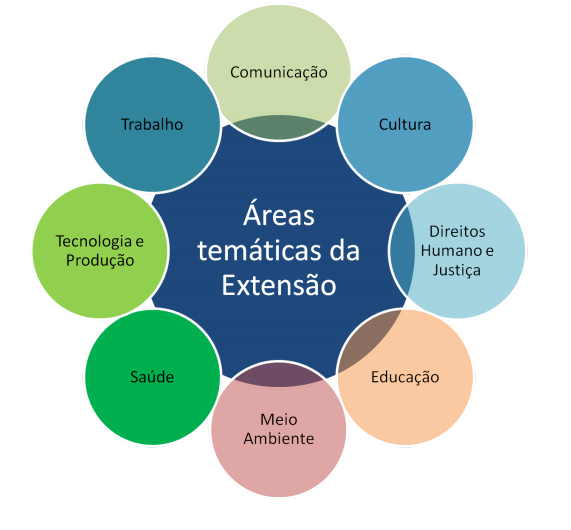 Comunicação
Cultura
Direitos
Humano e
Justiça
Educação
Meio
Ambiente
Saúde
Tecnologia e
Produção
Trabalho
Áreas
temáticas da
Extensão